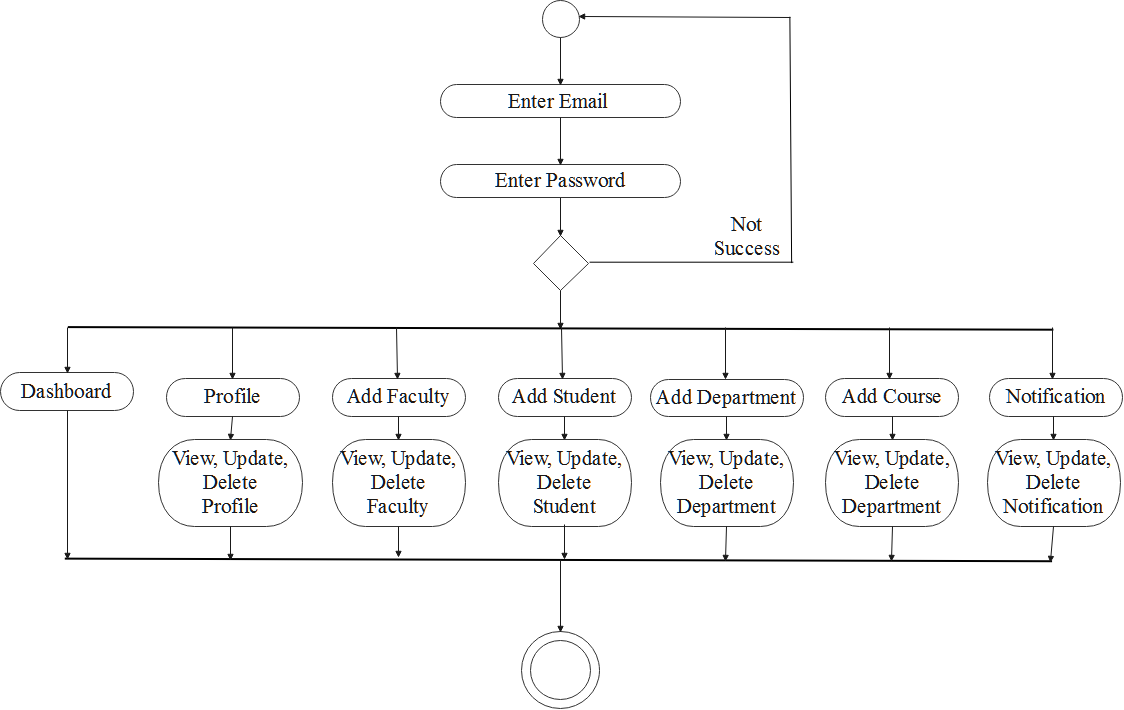 Enter Email
Enter Password
Not
Success
Dashboard
Profile
Add Faculty
Add Student
Add Department
Add Course
Notification
View, Update,
Delete
Profile
View, Update,
Delete
Faculty
View, Update,
Delete
Student
View, Update,
Delete
Department
View, Update,
Delete
Department
View, Update,
Delete
Notification